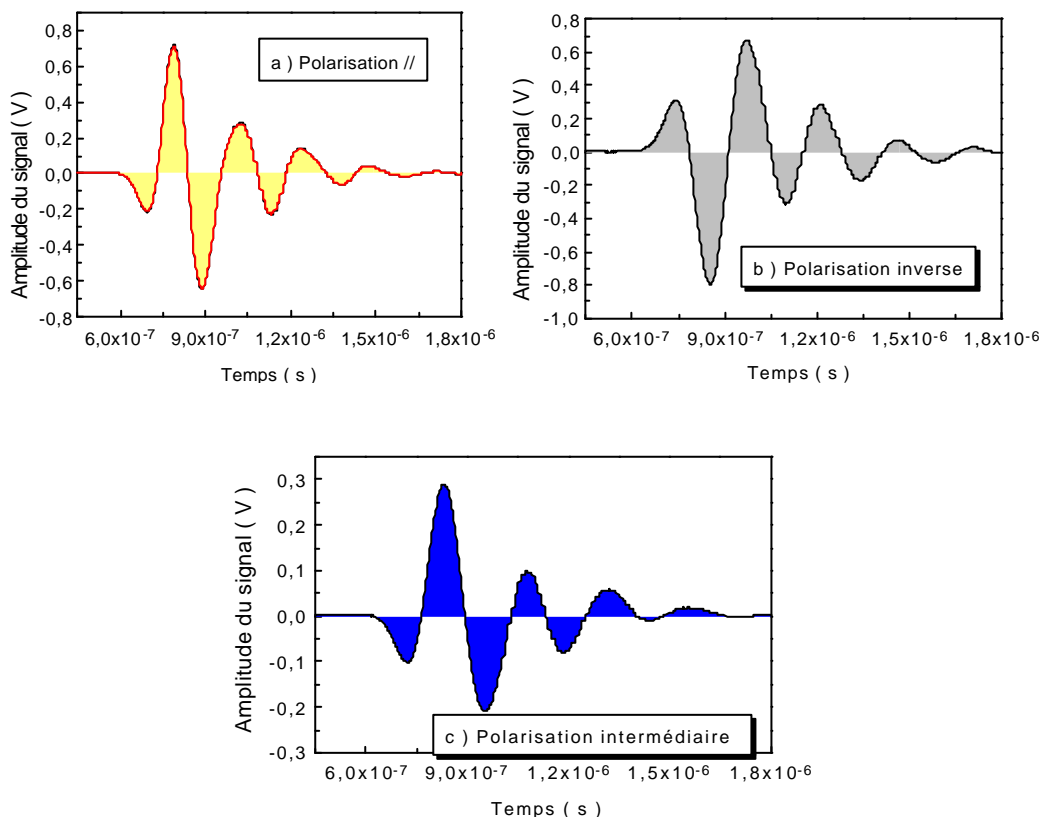 a ) Polarisation //
Amplitude du signal ( V )
0,8
0,6
0,4
0,2
0,0
-0,2
-0,4
-0,6
-0,8
6,0x10-7 9,0x10-7 1,2x10-6 1,5x10-6 1,8x10-6
Temps ( s )
b ) Polarisation inverse
Amplitude du signal ( V )
0,8
0,6
0,4
0,2
0,0
-0,2
-0,4
-0,6
-0,8
-1,0
6,0x10-7 9,0x10-7 1,2x10-6 1,5x10-6 1,8x10-6
Temps ( s )
c ) Polarisation intermédiaire
Amplitude du signal ( V )
0,3
0,2
0,1
0,0
-0,1
-0,2
-0,3
6,0x10-7 9,0x10-7 1,2x10-6 1,5x10-6 1,8x10-6
Temps ( s )